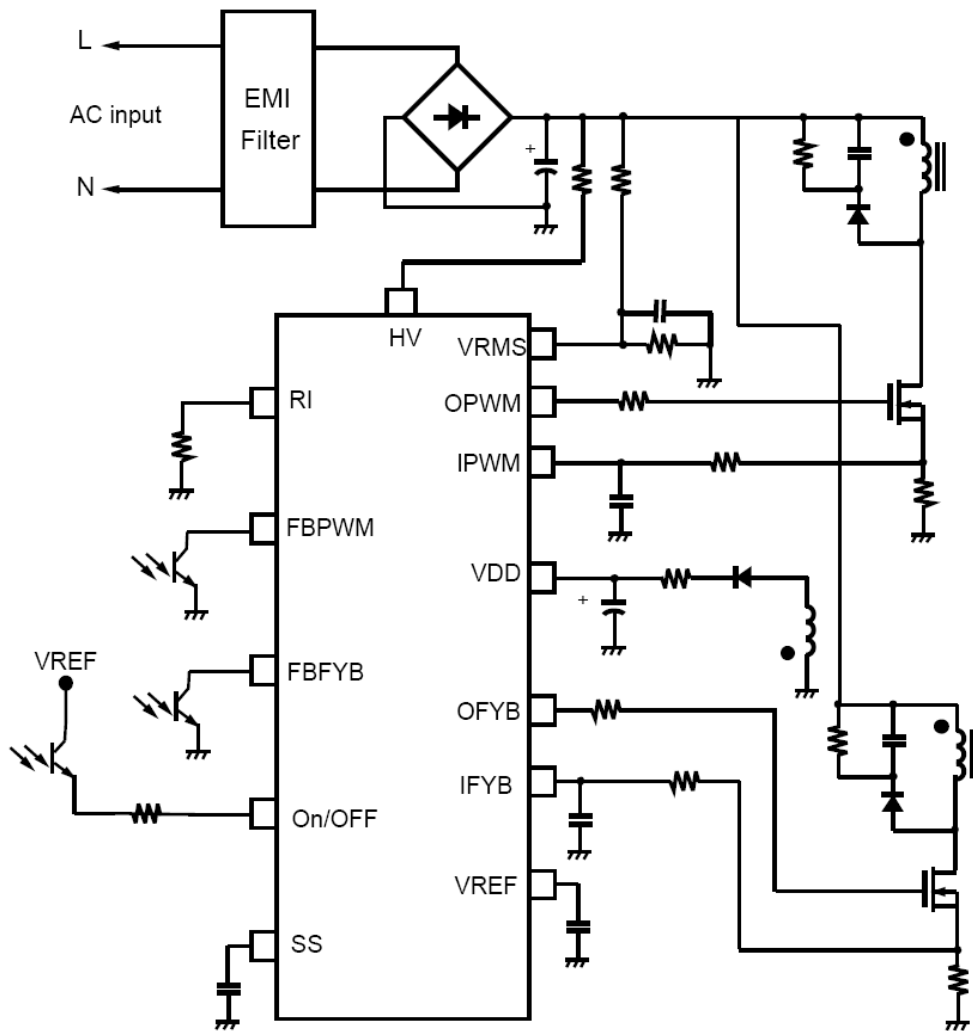 L
AC input
N
EMI
Filter
+
HV
VRMS
RI
OPWM
IPWM
FBPWM
VDD
+
FBFYB
VREF
OFYB
IFYB
On/OFF
VREF
SS